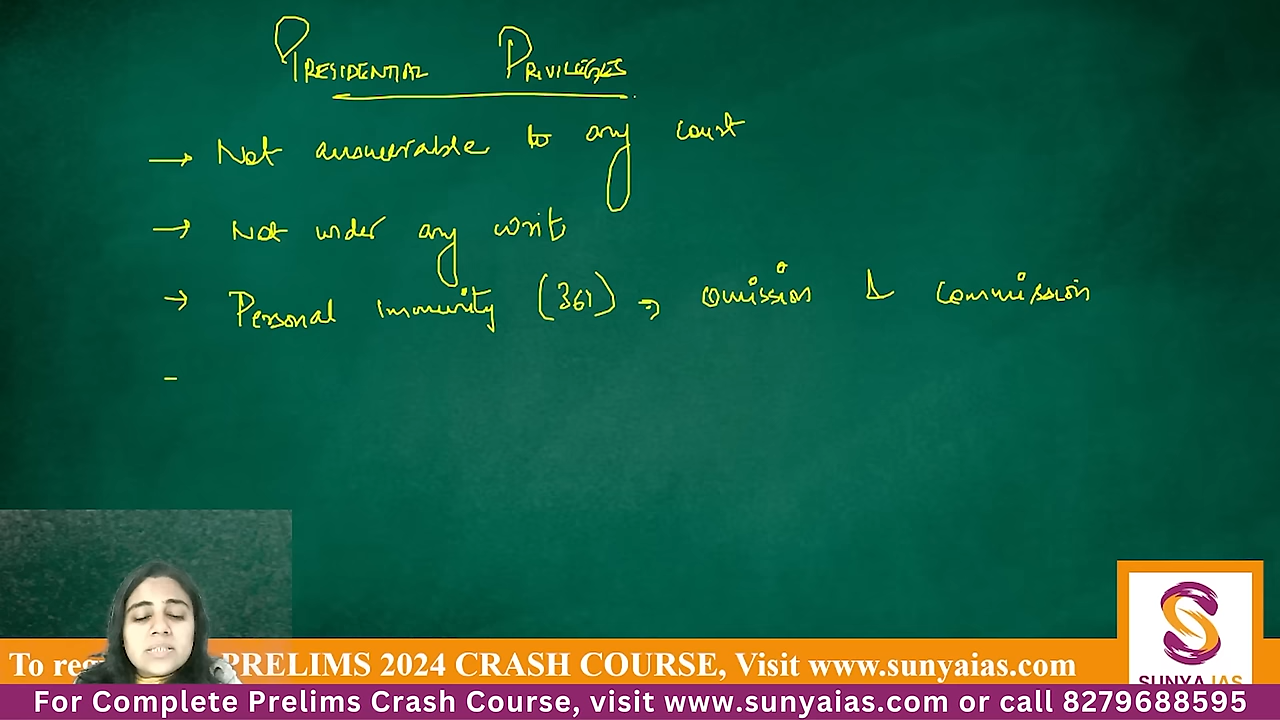 PRESIDENTIAL PRIVILEGES
→ Not answerable to any court
→ Not under any writ
→ Personal immunity (361) → omission & commission
-
To reg PRELIMS 2024 CRASH COURSE, Visit www.sunyaias.com
SUNYA IAS
For Complete Prelims Crash Course, visit www.sunyaias.com or call 8279688595